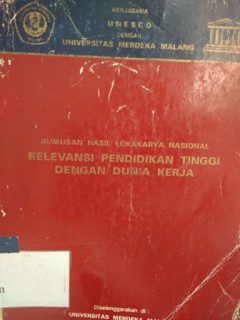 KERJASAMA
UNESCO
DENGAN
UNIVERSITAS MERDEKA MALANG
RUMUSAN HASIL LOKAKARYA NASIONAL
RELEVANSI PENDIDIKAN TINGGI
DENGAN DUNIA KERJA
Diselenggarakan di :
UNIVERSITAS MERDEKA MALANG